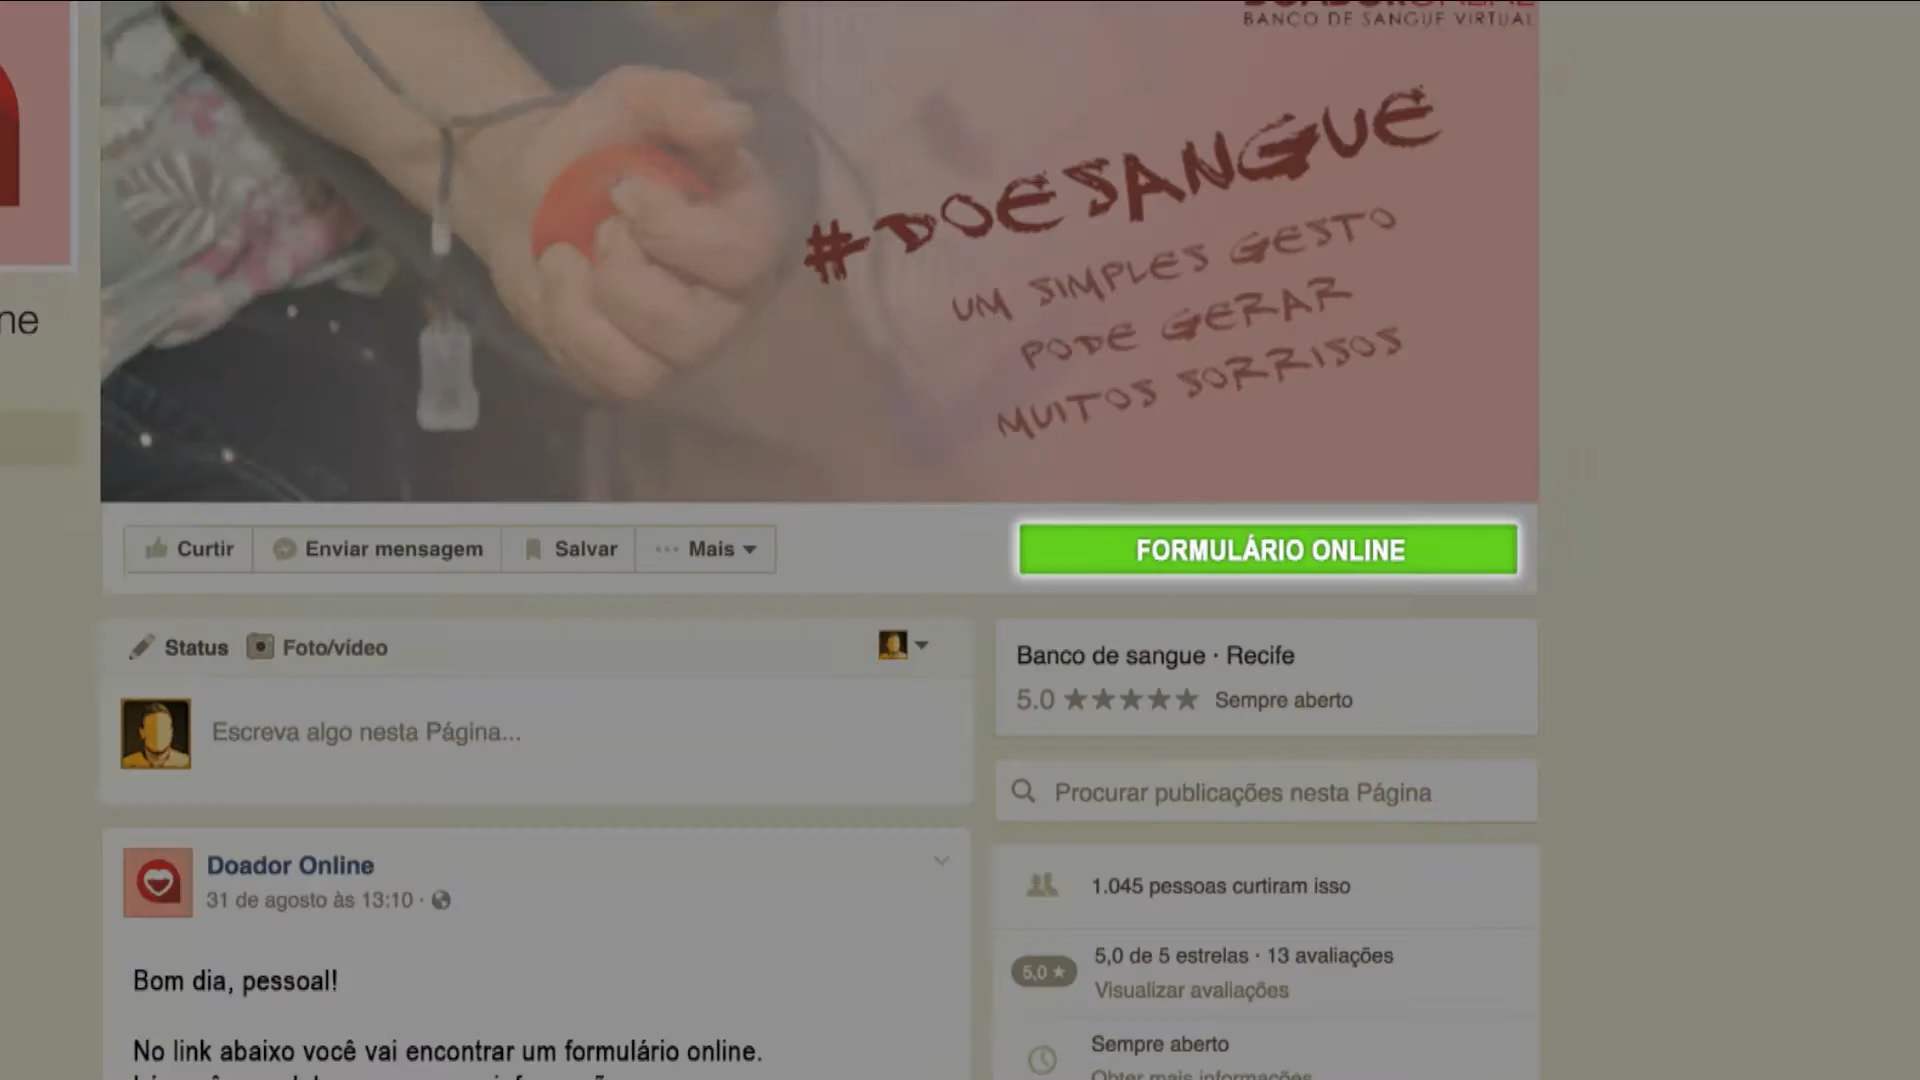 BANCO DE SANGUE VIRTUAL
#DOESANGUE
UM SIMPLES GESTO
PODE GERAR
MUITOS SORRISOS
ne
Curtir
Enviar mensagem
Salvar
Mais
FORMULÁRIO ONLINE
Status
Foto/vídeo
Escreva algo nesta Página...
Banco de sangue · Recife
5.0 ★★★★★ Sempre aberto
Procurar publicações nesta Página
Doador Online
31 de agosto às 13:10 ·
Bom dia, pessoal!
No link abaixo você vai encontrar um formulário online.
1.045 pessoas curtiram isso
5,0 ★
5,0 de 5 estrelas · 13 avaliações
Visualizar avaliações
Sempre aberto
Obter mais informações